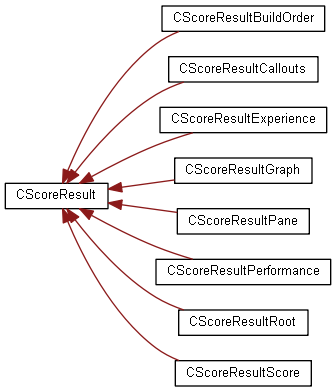 CScoreResultBuildOrder
CScoreResultCallouts
CScoreResultExperience
CScoreResultGraph
CScoreResult
CScoreResultPane
CScoreResultPerformance
CScoreResultRoot
CScoreResultScore